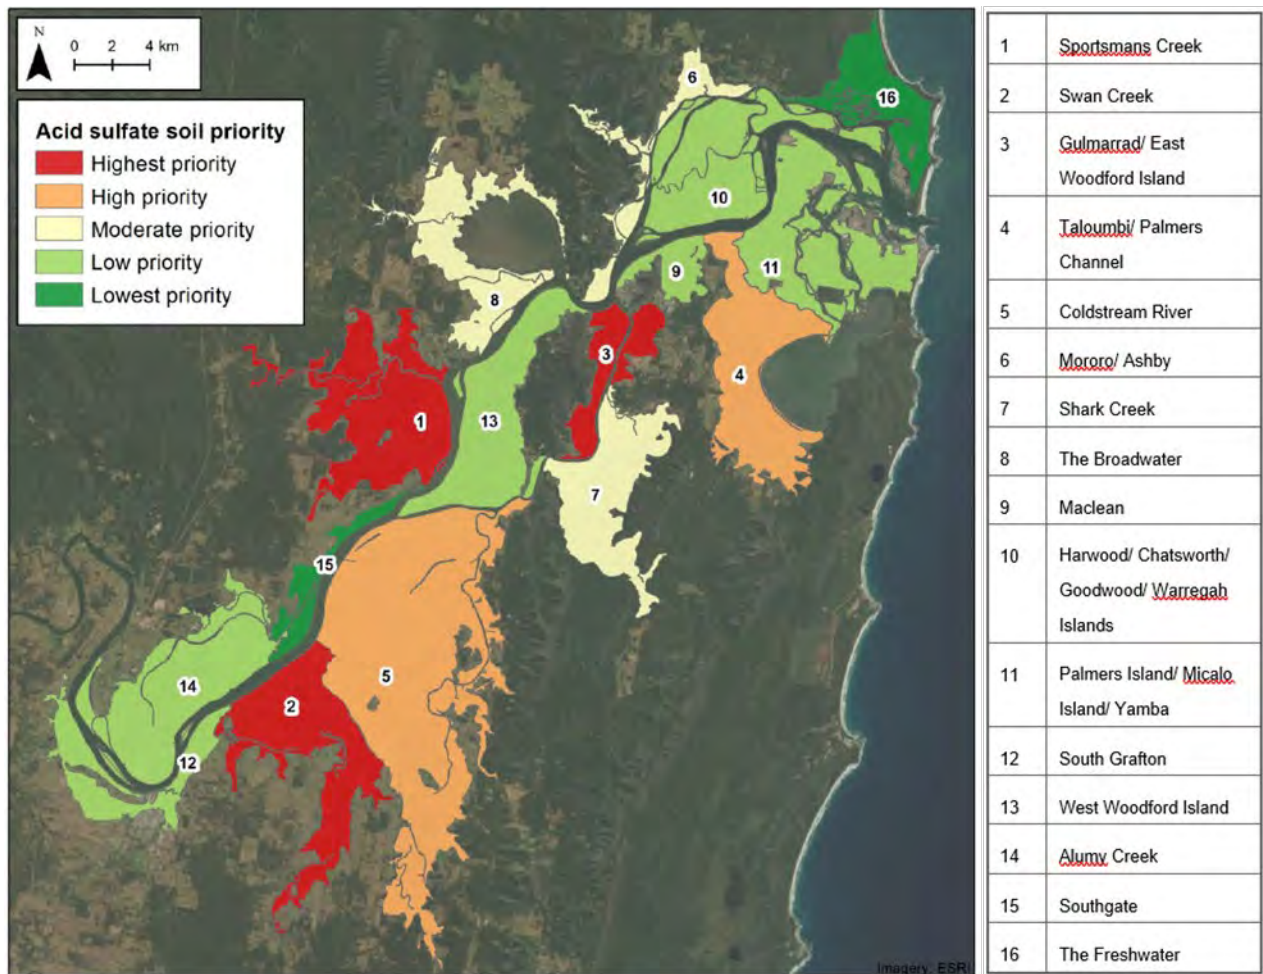 N
0 2 4 km
Acid sulfate soil priority
Highest priority
High priority
Moderate priority
Low priority
Lowest priority
6
16
10
9
11
8
3
4
1
13
7
15
5
14
2
12
Imagery: ESRI
1 Sportsmans Creek
2 Swan Creek
3 Gulmarrad/ East
Woodford Island
4 Taloumbi/ Palmers
Channel
5 Coldstream River
6 Mororo/ Ashby
7 Shark Creek
8 The Broadwater
9 Maclean
10 Harwood/ Chatsworth/
Goodwood/ Warregah
Islands
11 Palmers Island/ Micalo
Island/ Yamba
12 South Grafton
13 West Woodford Island
14 Alumy Creek
15 Southgate
16 The Freshwater